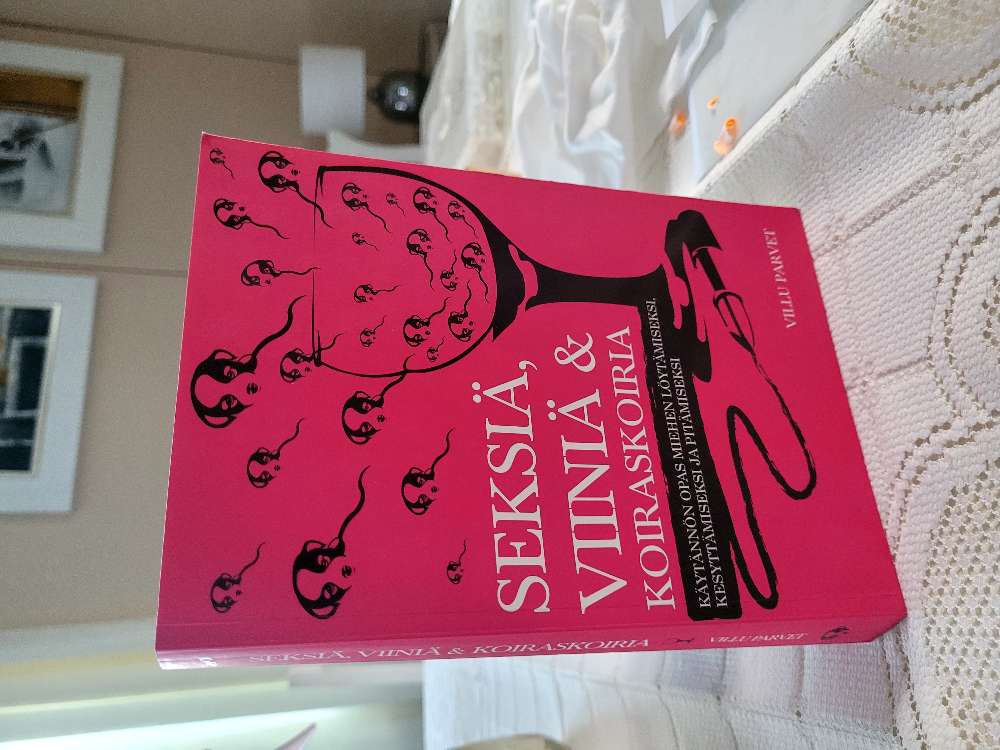 SEKSIÄ,
VIINIÄ &
KOIRASKOIRIA
KÄYTÄNNÖN OPAS MIEHEN LÖYTÄMISEKSI,
KESYTTÄMISEKSI JA PITÄMISEKSI
VILLU PARVET
SEKSIÄ, VIINIÄ & KOIRASKOIRIA VILLU PARVET